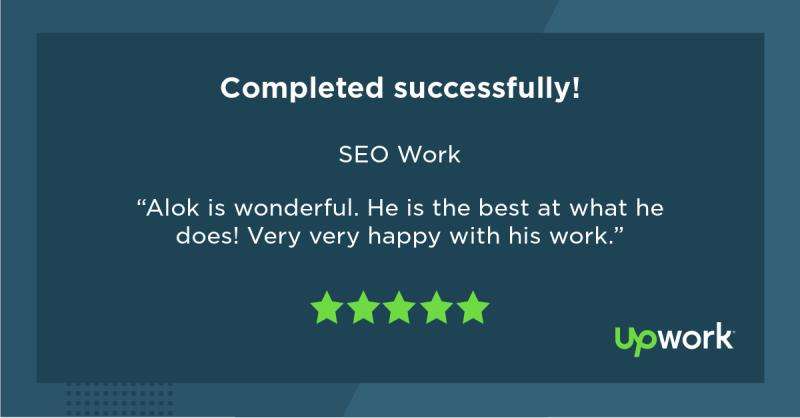 Completed successfully!
SEO Work
“Alok is wonderful. He is the best at what he
does! Very very happy with his work.”
upwork